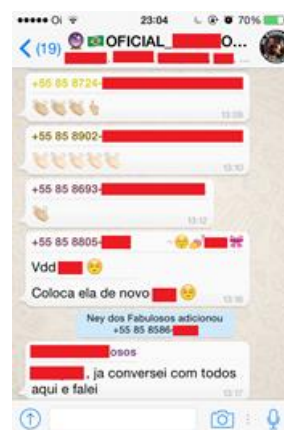 Oi 23:04 70%
(19) OFICIAL_ O...
+55 85 8724-
13:09
+55 85 8902-
13:10
+55 85 8693-
13:12
+55 85 8805- ~
Vdd
Coloca ela de novo
13:16
Ney dos Fabulosos adicionou
+55 85 8586-
osos
, ja conversei com todos
aqui e falei
13:17